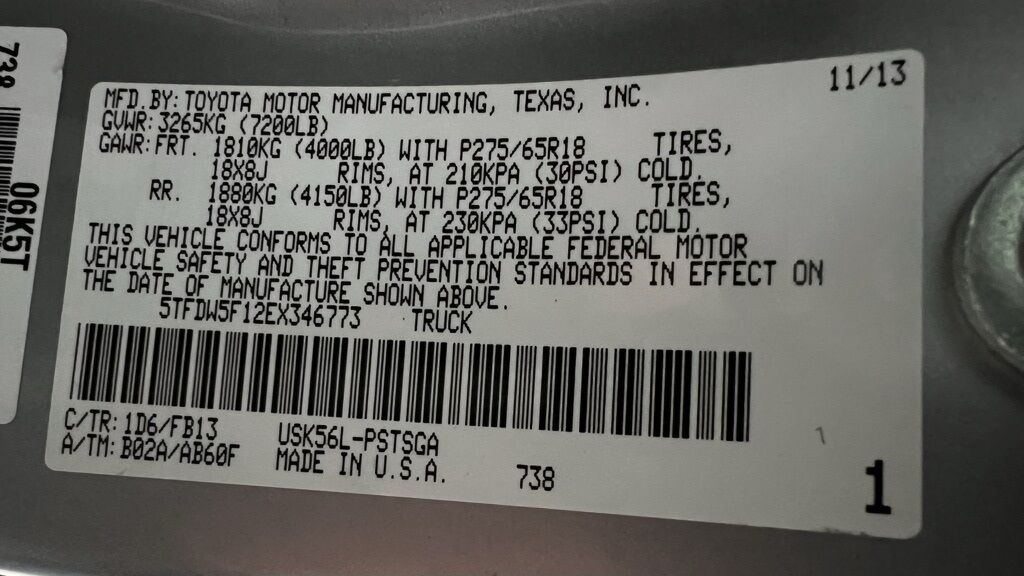 738
06K5T
11/13
MFD. BY: TOYOTA MOTOR MANUFACTURING, TEXAS, INC.
GVWR: 3265KG (7200LB)
GAWR: FRT. 1810KG (4000LB) WITH P275/65R18 TIRES,
18X8J RIMS, AT 210KPA (30PSI) COLD.
RR. 1880KG (4150LB) WITH P275/65R18 TIRES,
18X8J RIMS, AT 230KPA (33PSI) COLD.
THIS VEHICLE CONFORMS TO ALL APPLICABLE FEDERAL MOTOR
VEHICLE SAFETY AND THEFT PREVENTION STANDARDS IN EFFECT ON
THE DATE OF MANUFACTURE SHOWN ABOVE.
5TFDW5F12EX346773 TRUCK
C/TR: 1D6/FB13 USK56L-PSTSGA
A/TM: B02A/AB60F MADE IN U.S.A. 738
1
1